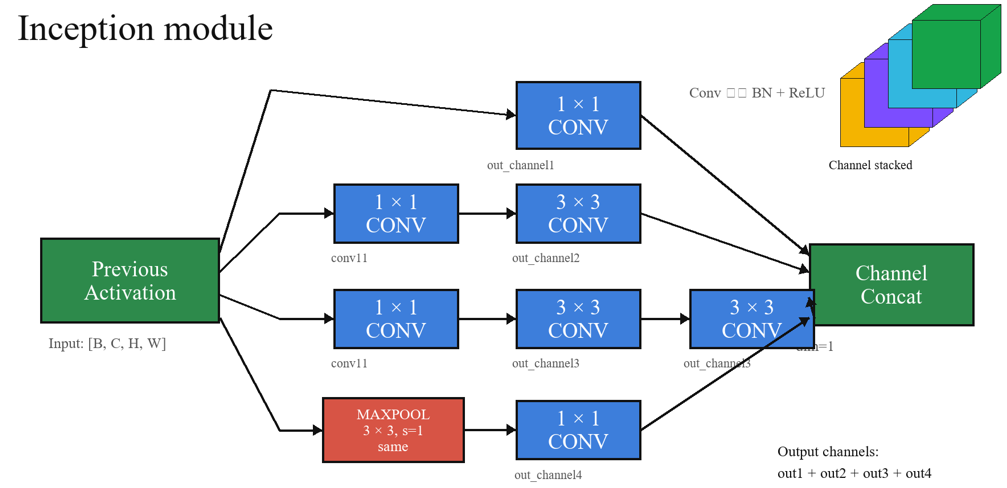 Inception module
Conv □□ BN + ReLU
Channel stacked
1 × 1
CONV
out_channel1
1 × 1
CONV
conv11
3 × 3
CONV
out_channel2
Previous
Activation
Input: [B, C, H, W]
Channel
Concat
1 × 1
CONV
conv11
3 × 3
CONV
out_channel3
3 × 3
CONV
out_channel3
MAXPOOL
3 × 3, s=1
same
1 × 1
CONV
out_channel4
Output channels:
out1 + out2 + out3 + out4